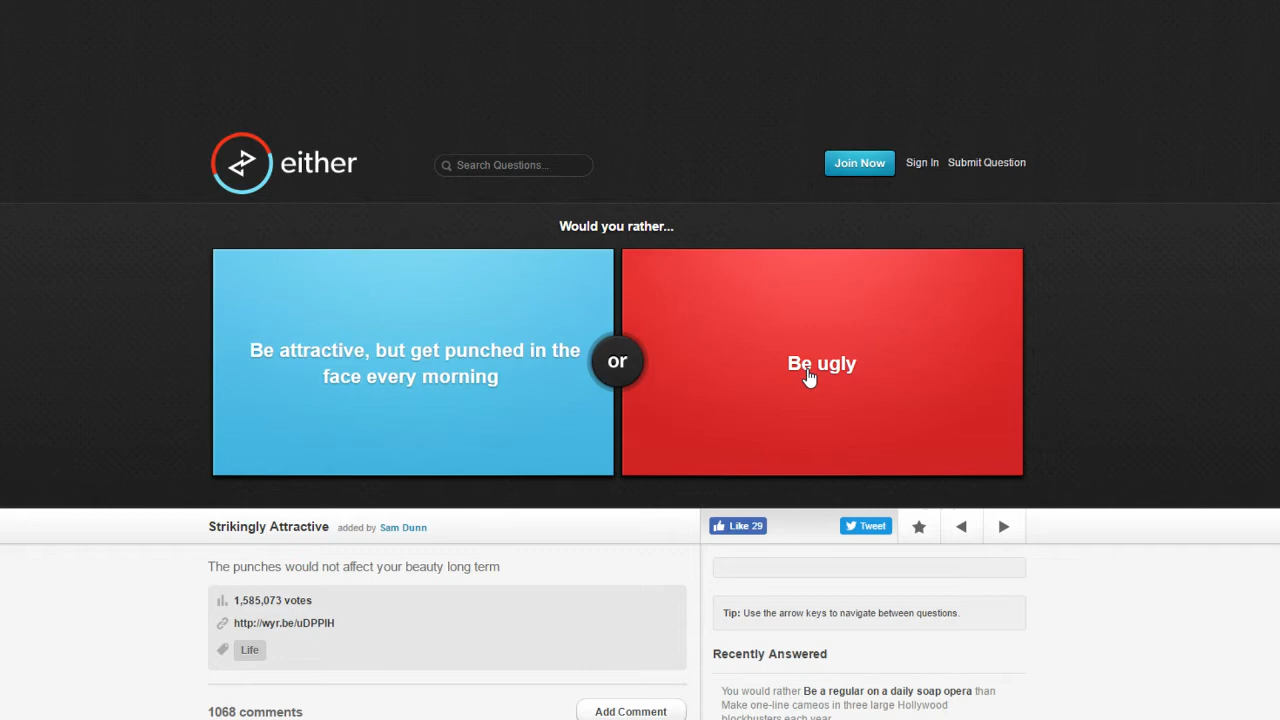 either
Search Questions...
Join Now
Sign In
Submit Question
Would you rather...
Be attractive, but get punched in the
face every morning
or
Be ugly
Strikingly Attractive
added by Sam Dunn
Like 29
Tweet
The punches would not affect your beauty long term
1,585,073 votes
http://wyr.be/uDPPIH
Life
1068 comments
Add Comment
Tip: Use the arrow keys to navigate between questions.
Recently Answered
You would rather Be a regular on a daily soap opera than
Make one-line cameos in three large Hollywood
blockbusters each year